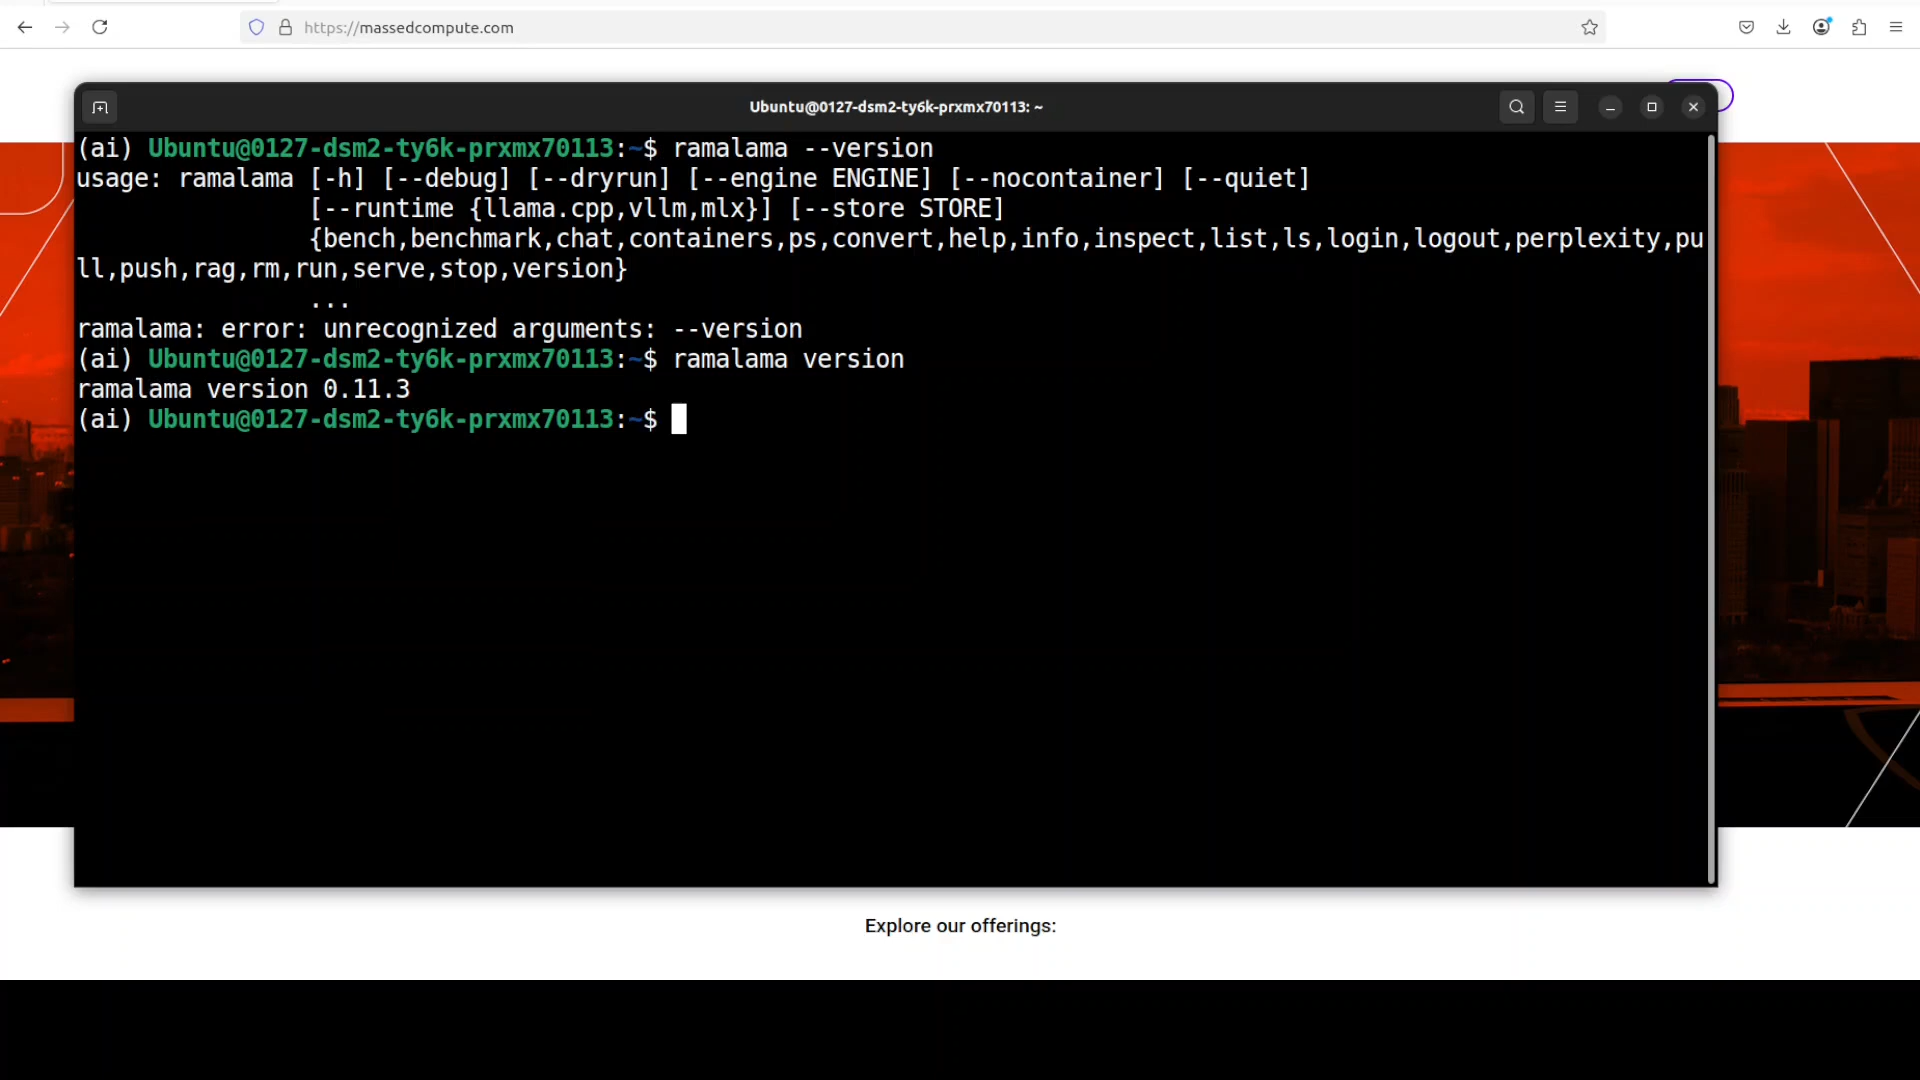 https://massedcompute.com
Ubuntu@0127-dsm2-ty6k-prxmx70113: ~
(ai) Ubuntu@0127-dsm2-ty6k-prxmx70113:~$ ramalama --version
usage: ramalama [-h] [--debug] [--dryrun] [--engine ENGINE] [--nocontainer] [--quiet]
[--runtime {llama.cpp,vllm,mlx}] [--store STORE]
{bench,benchmark,chat,containers,ps,convert,help,info,inspect,list,ls,login,logout,perplexity,pu
ll,push,rag,rm,run,serve,stop,version}
...
ramalama: error: unrecognized arguments: --version
(ai) Ubuntu@0127-dsm2-ty6k-prxmx70113:~$ ramalama version
ramalama version 0.11.3
(ai) Ubuntu@0127-dsm2-ty6k-prxmx70113:~$
Explore our offerings: